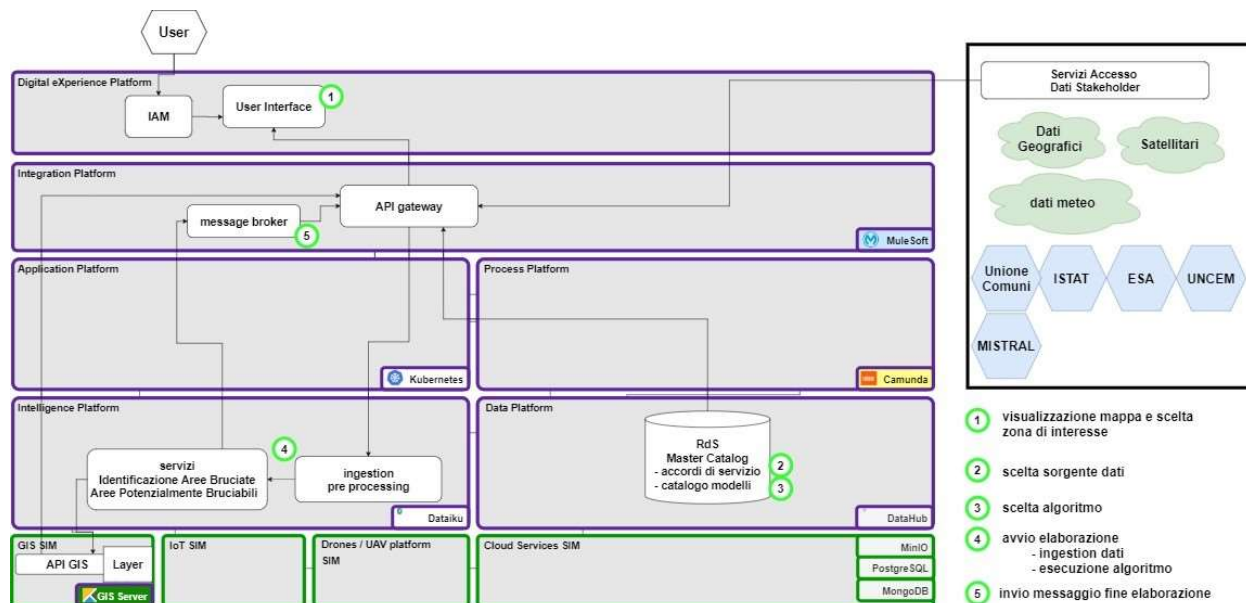 User
Digital eXperience Platform
IAM
User Interface
1
Servizi Accesso
Dati Stakeholder
Dati
Geografici
Satellitari
dati meteo
Unione
Comuni
ISTAT
ESA
UNCEM
MISTRAL
Integration Platform
message broker
5
API gateway
MuleSoft
Application Platform
Kubernetes
Process Platform
Camunda
Intelligence Platform
servizi
Identificazione Aree Bruciate
Aree Potenzialmente Bruciabili
4
ingestion
pre processing
Dataiku
Data Platform
RdS
Master Catalog
- accordi di servizio
- catalogo modelli
2
3
DataHub
GIS SIM
API GIS
Layer
GIS Server
IoT SIM
Drones / UAV platform
SIM
Cloud Services SIM
MinIO
PostgreSQL
MongoDB
1 visualizzazione mappa e scelta
zona di interesse
2 scelta sorgente dati
3 scelta algoritmo
4 avvio elaborazione
- ingestion dati
- esecuzione algoritmo
5 invio messaggio fine elaborazione